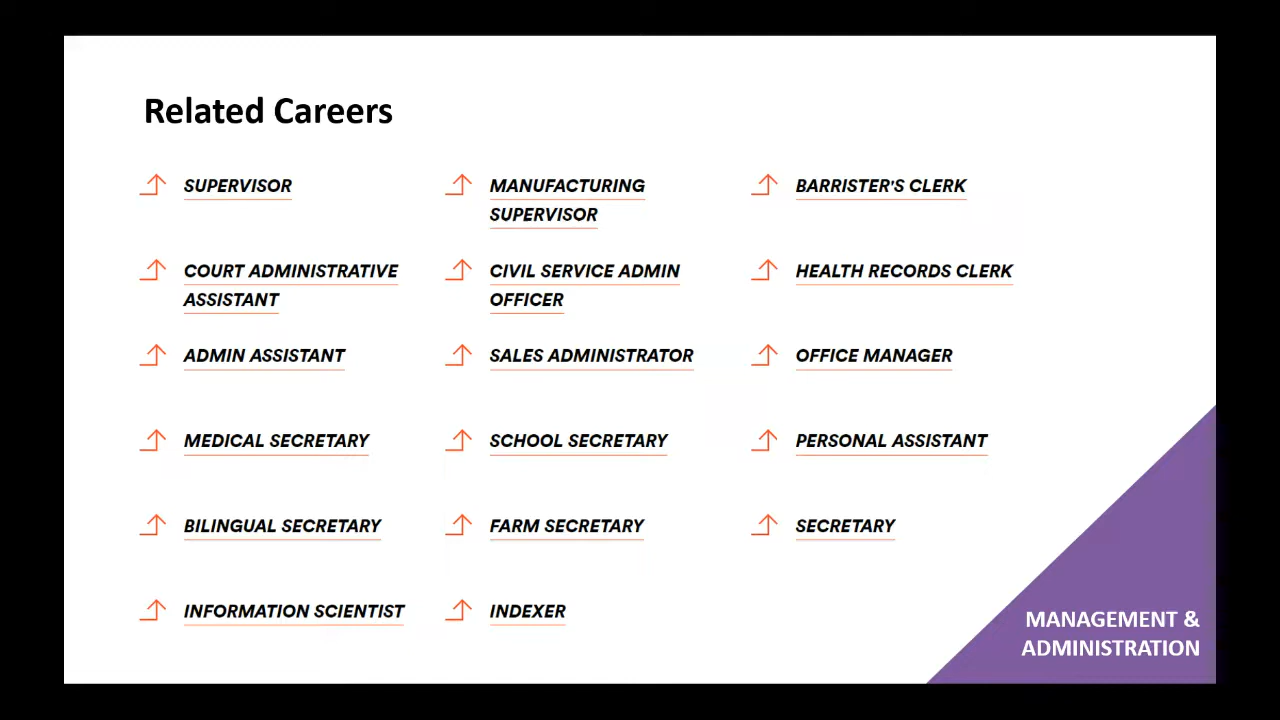 Related Careers
SUPERVISOR
MANUFACTURING
SUPERVISOR
BARRISTER'S CLERK
COURT ADMINISTRATIVE
ASSISTANT
CIVIL SERVICE ADMIN
OFFICER
HEALTH RECORDS CLERK
ADMIN ASSISTANT
SALES ADMINISTRATOR
OFFICE MANAGER
MEDICAL SECRETARY
SCHOOL SECRETARY
PERSONAL ASSISTANT
BILINGUAL SECRETARY
FARM SECRETARY
SECRETARY
INFORMATION SCIENTIST
INDEXER
MANAGEMENT &
ADMINISTRATION